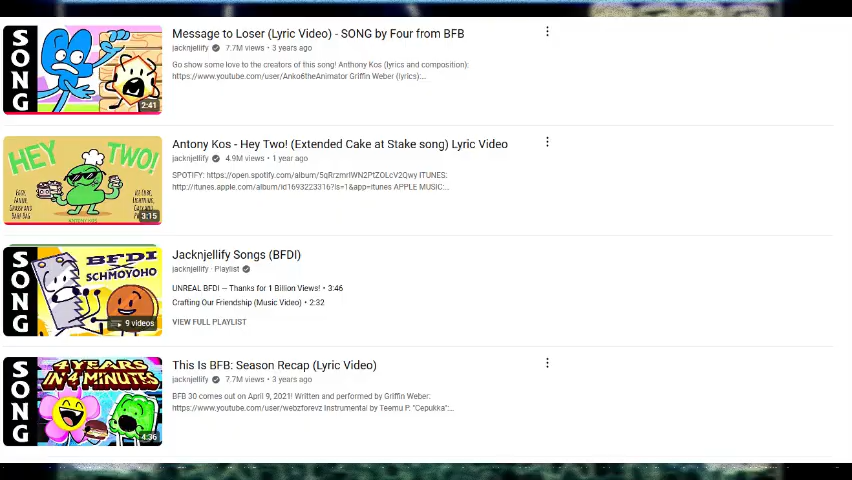 SONG
2:41
Message to Loser (Lyric Video) - SONG by Four from BFB
jacknjellify 7.7M views • 3 years ago
Go show some love to the creators of this song! Anthony Kos (lyrics and composition):
https://www.youtube.com/user/Anko6theAnimator Griffin Weber (lyrics):...
HEY TWO!
ANTONY KOS
3:15
Antony Kos - Hey Two! (Extended Cake at Stake song) Lyric Video
jacknjellify 4.9M views • 1 year ago
SPOTIFY: https://open.spotify.com/album/5qRrzmrIWN2PtZOLcV2Qwy ITUNES:
http://itunes.apple.com/album/id1693223316?ls=1&app=itunes APPLE MUSIC:...
SONG
BFDI
X
SCHMOYOHO
9 videos
Jacknjellify Songs (BFDI)
jacknjellify · Playlist
UNREAL BFDI — Thanks for 1 Billion Views! • 3:46
Crafting Our Friendship (Music Video) • 2:32
VIEW FULL PLAYLIST
SONG
4 YEARS
IN 4 MINUTES
4:36
This Is BFB: Season Recap (Lyric Video)
jacknjellify 7.7M views • 3 years ago
BFB 30 comes out on April 9, 2021! Written and performed by Griffin Weber:
https://www.youtube.com/user/webzforevz Instrumental by Teemu P. "Cepukka":...